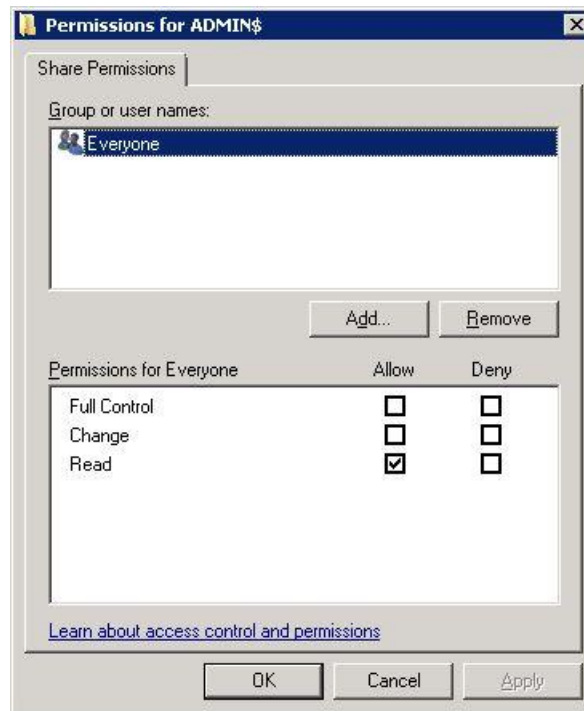 Permissions for ADMIN$
Share Permissions
Group or user names:
Everyone
Add... Remove
Permissions for Everyone Allow Deny
Full Control
Change
Read
Learn about access control and permissions
OK Cancel Apply